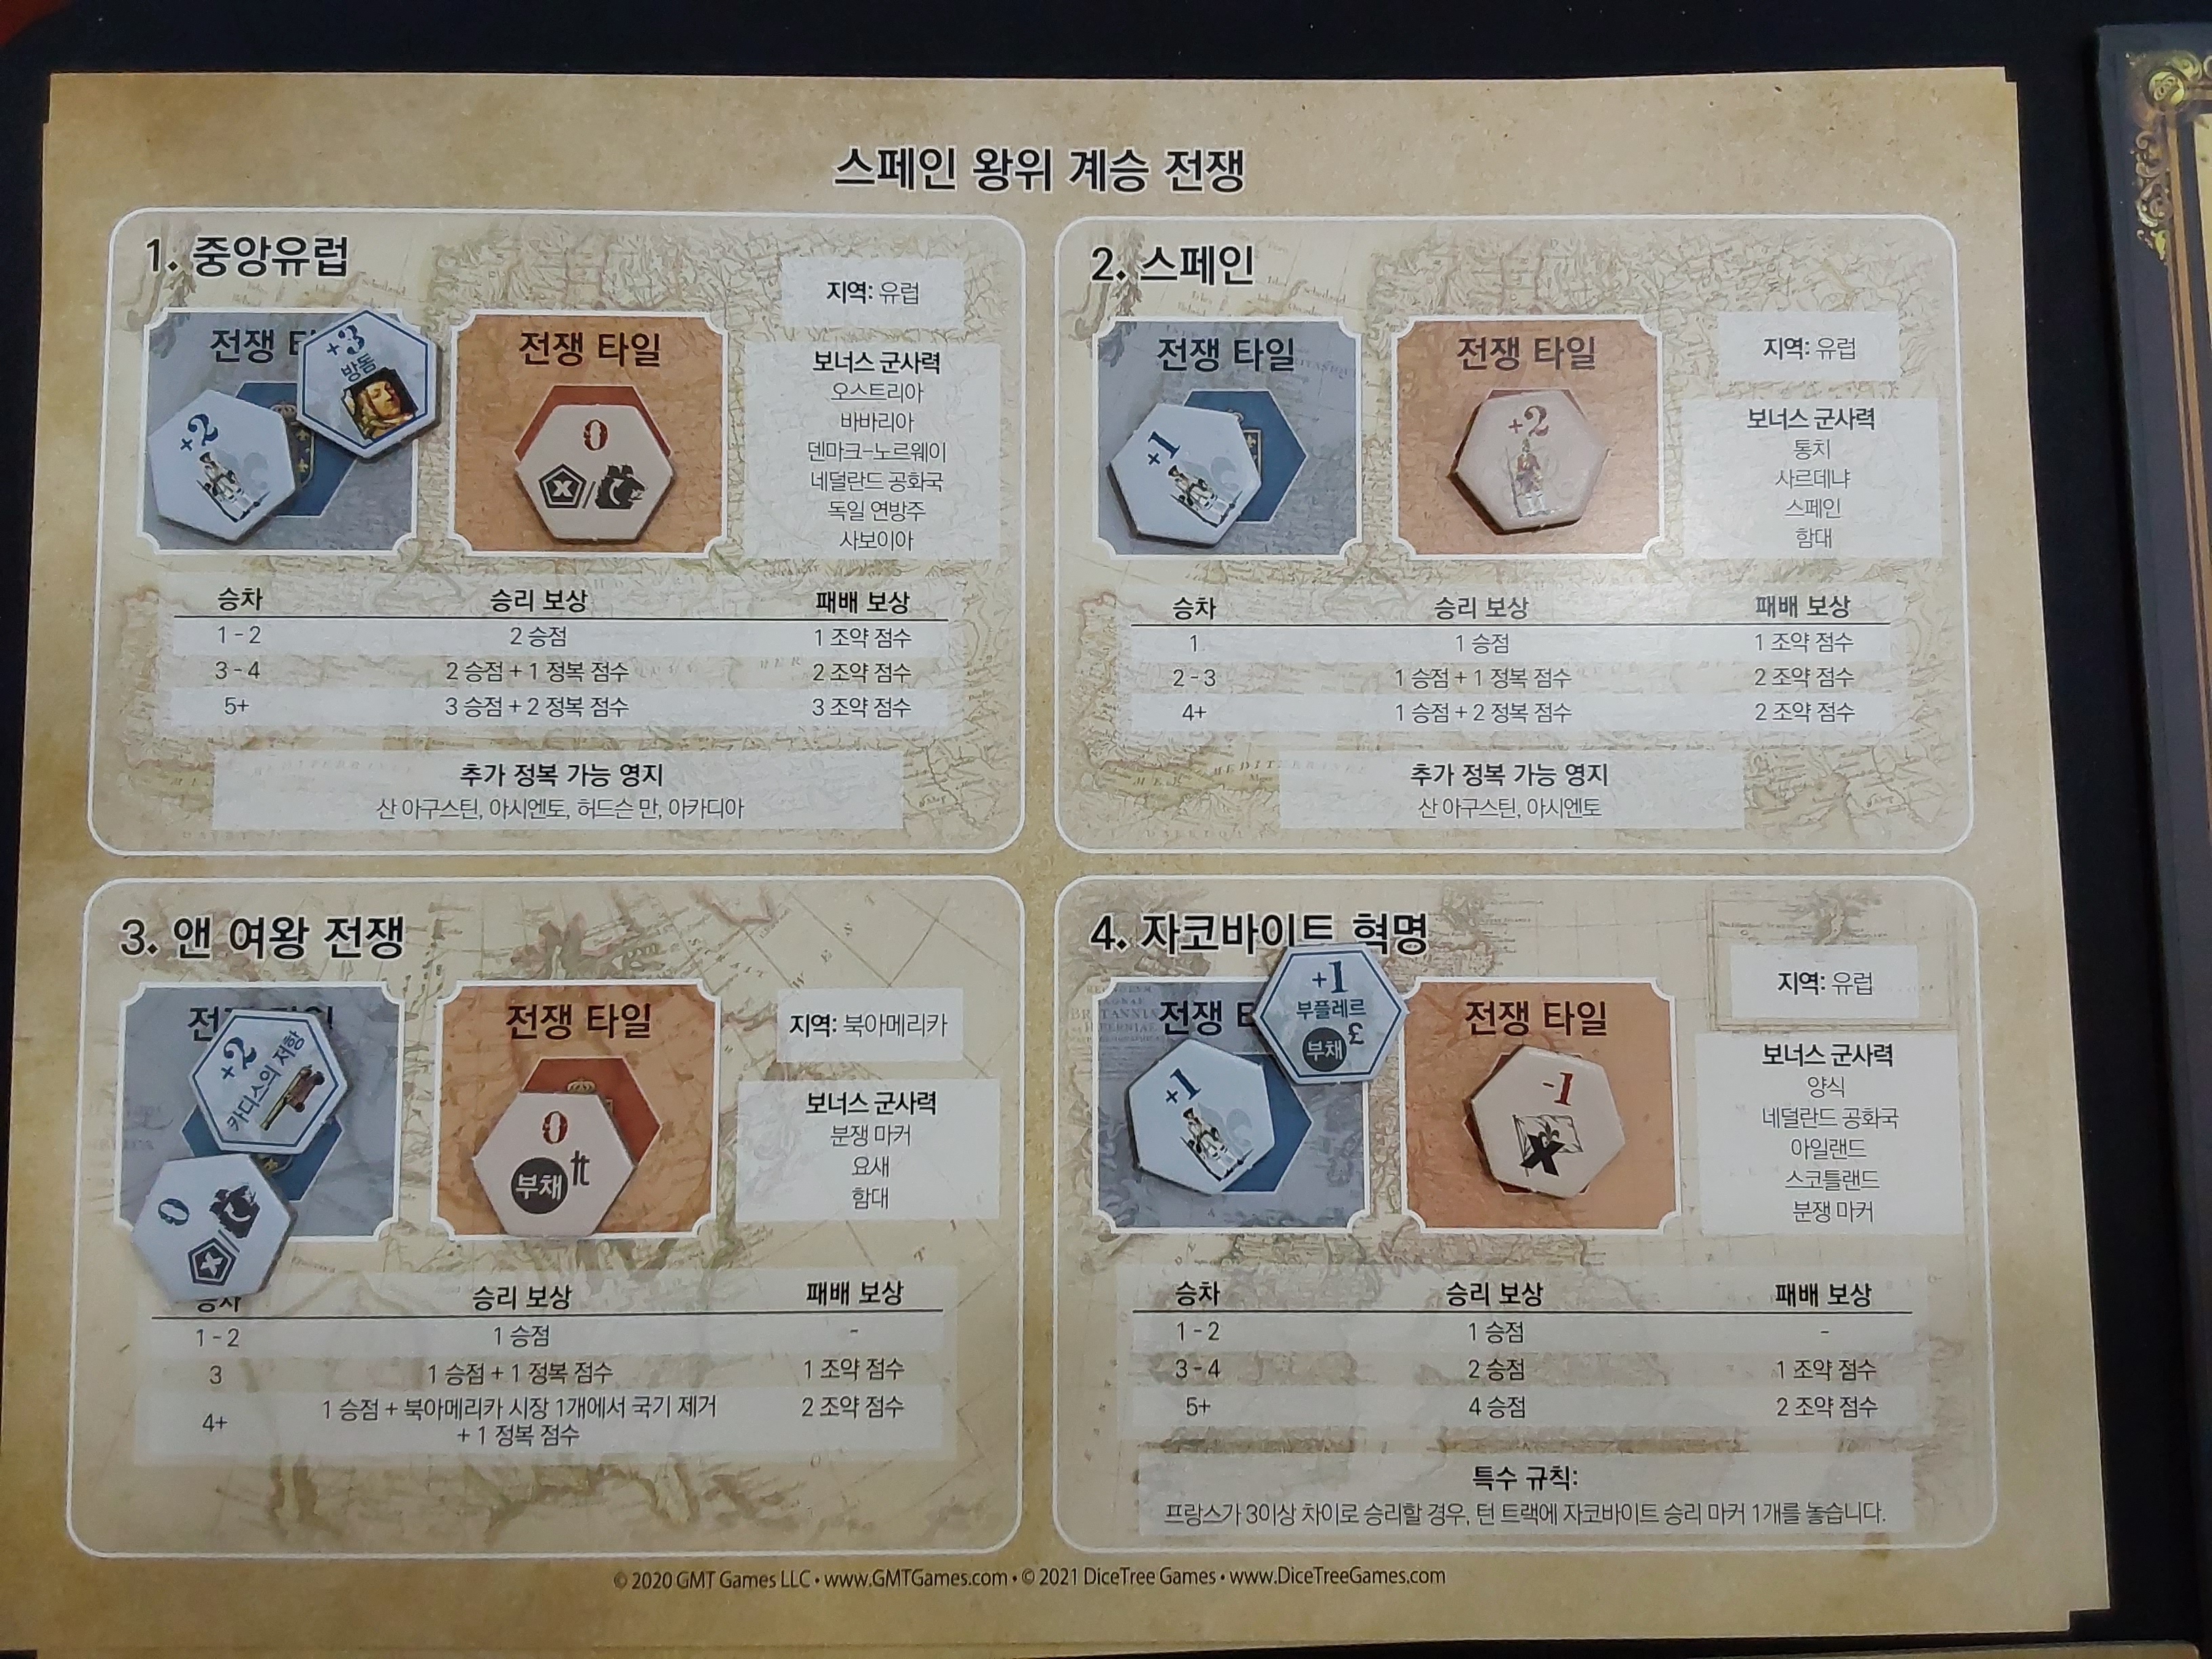 스페인 왕위 계승 전쟁
1. 중앙유럽
전쟁
+3
방돔
+2
전쟁 타일
0
X
지역: 유럽
보너스 군사력
오스트리아
바바리아
덴마크-노르웨이
네덜란드 공화국
독일 연방주
사보이아
승차 승리 보상 패배 보상
1 - 2 2 승점 1 조약 점수
3 - 4 2 승점 + 1 정복 점수 2 조약 점수
5+ 3 승점 + 2 정복 점수 3 조약 점수
추가 정복 가능 영지
산 아구스틴, 아시엔토, 허드슨 만, 아카디아
2. 스페인
전쟁 타일
+1
전쟁 타일
+2
지역: 유럽
보너스 군사력
통치
사르데냐
스페인
함대
승차 승리 보상 패배 보상
1 1 승점 1 조약 점수
2 - 3 1 승점 + 1 정복 점수 2 조약 점수
4+ 1 승점 + 2 정복 점수 2 조약 점수
추가 정복 가능 영지
산 아구스틴, 아시엔토
3. 앤 여왕 전쟁
+2
카디스의 저항
0
X
전쟁 타일
0
부채
지역: 북아메리카
보너스 군사력
분쟁 마커
요새
함대
승차 승리 보상 패배 보상
1 - 2 1 승점 -
3 1 승점 + 1 정복 점수 1 조약 점수
4+ 1 승점 + 북아메리카 시장 1개에서 국기 제거 2 조약 점수
+ 1 정복 점수
4. 자코바이트 혁명
전쟁
+1
부플레르
부채
+1
전쟁 타일
-1
X
지역: 유럽
보너스 군사력
양식
네덜란드 공화국
아일랜드
스코틀랜드
분쟁 마커
승차 승리 보상 패배 보상
1 - 2 1 승점 -
3 - 4 2 승점 1 조약 점수
5+ 4 승점 2 조약 점수
특수 규칙:
프랑스가 3이상 차이로 승리할 경우, 턴 트랙에 자코바이트 승리 마커 1개를 놓습니다.
© 2020 GMT Games LLC • www.GMTGames.com • © 2021 DiceTree Games • www.DiceTreeGames.com